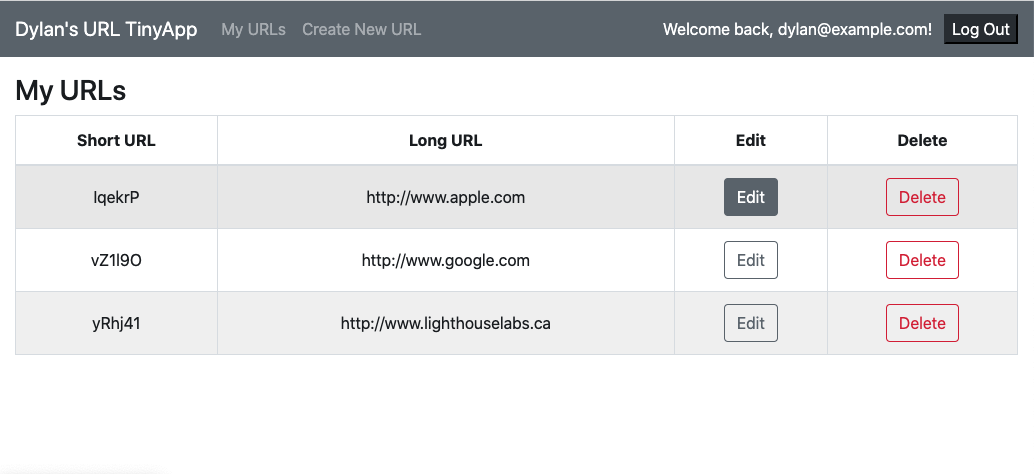 Dylan's URL TinyApp My URLs Create New URL Welcome back, dylan@example.com! Log Out
My URLs
Short URL Long URL Edit Delete
lqekrP http://www.apple.com Edit Delete
vZ1I9O http://www.google.com Edit Delete
yRhj41 http://www.lighthouselabs.ca Edit Delete